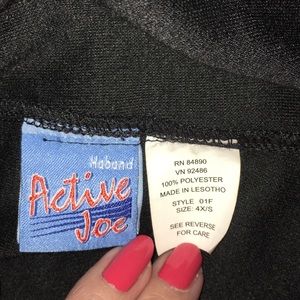 Haband
Active
Joe
RN 84890
VN 92486
100% POLYESTER
MADE IN LESOTHO
STYLE 01F
SIZE: 4X/S
SEE REVERSE
FOR CARE